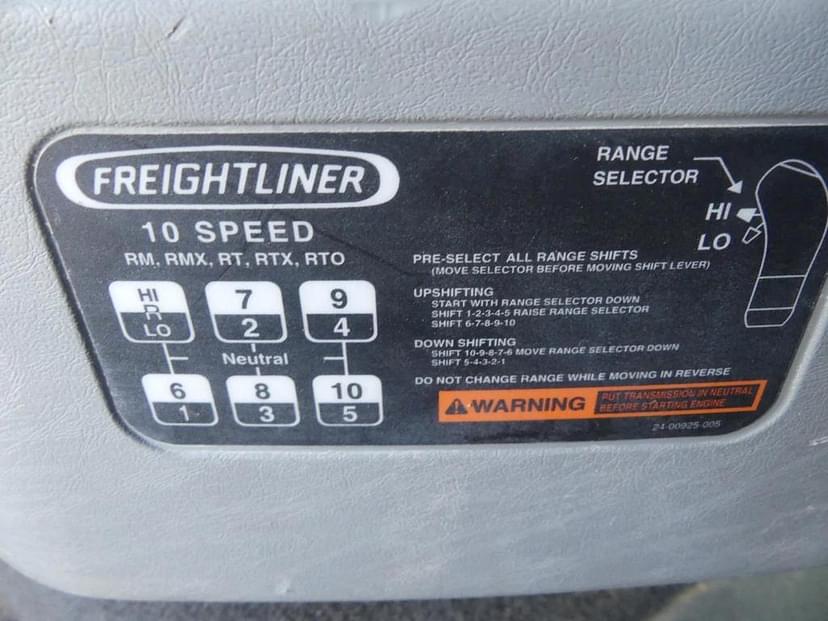 FREIGHTLINER
10 SPEED
RM, RMX, RT, RTX, RTO
HI
R
LO
7
2
9
4
Neutral
6
1
8
3
10
5
RANGE
SELECTOR
HI
LO
PRE-SELECT ALL RANGE SHIFTS
(MOVE SELECTOR BEFORE MOVING SHIFT LEVER)
UPSHIFTING
START WITH RANGE SELECTOR DOWN
SHIFT 1-2-3-4-5 RAISE RANGE SELECTOR
SHIFT 6-7-8-9-10
DOWN SHIFTING
SHIFT 10-9-8-7-6 MOVE RANGE SELECTOR DOWN
SHIFT 5-4-3-2-1
DO NOT CHANGE RANGE WHILE MOVING IN REVERSE
WARNING
PUT TRANSMISSION IN NEUTRAL
BEFORE STARTING ENGINE
24-00925-005